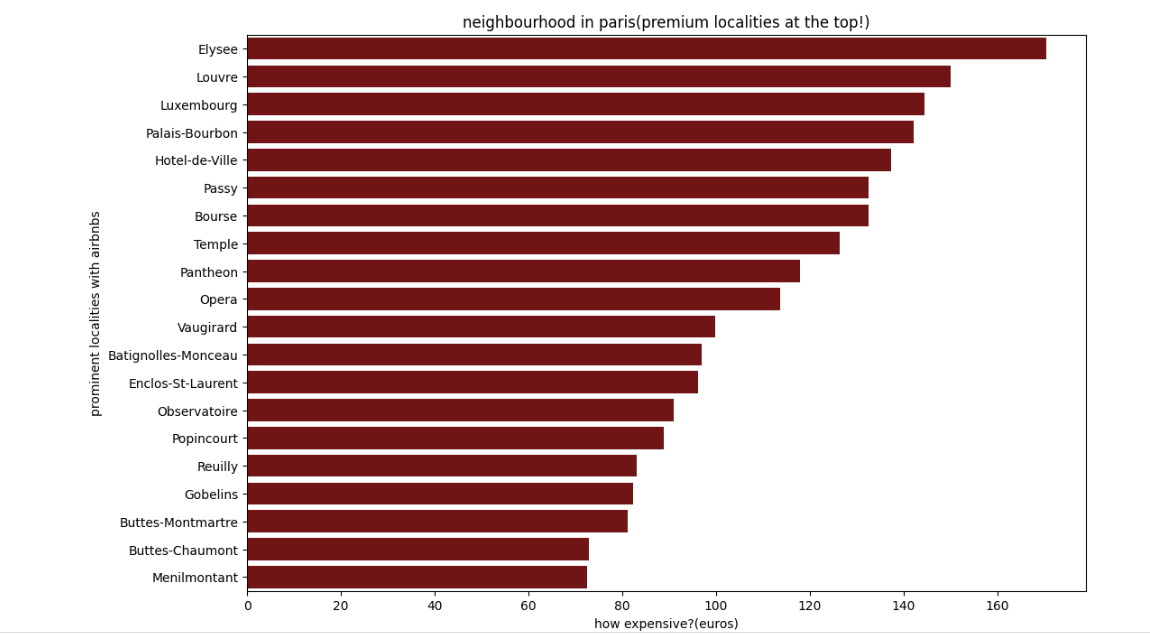 neighbourhood in paris(premium localities at the top!)
prominent localities with airbnbs
Elysee
Louvre
Luxembourg
Palais-Bourbon
Hotel-de-Ville
Passy
Bourse
Temple
Pantheon
Opera
Vaugirard
Batignolles-Monceau
Enclos-St-Laurent
Observatoire
Popincourt
Reuilly
Gobelins
Buttes-Montmartre
Buttes-Chaumont
Menilmontant
0 20 40 60 80 100 120 140 160
how expensive?(euros)